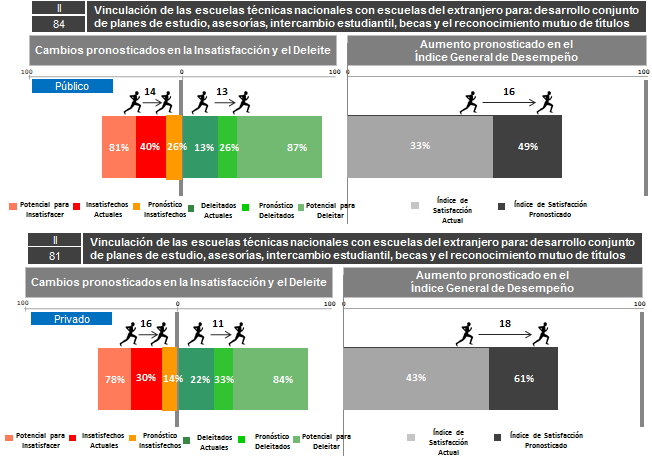 II
84
Vinculación de las escuelas técnicas nacionales con escuelas del extranjero para: desarrollo conjunto
de planes de estudio, asesorías, intercambio estudiantil, becas y el reconocimiento mutuo de títulos
Cambios pronosticados en la Insatisfacción y el Deleite
Aumento pronosticado en el
Índice General de Desempeño
100 0 100 0 100
Público
14 13 16
81% 40% 26% 13% 26% 87% 33% 49%
Potencial para
Insatisfacer
Insatisfechos
Actuales
Pronóstico
Insatisfechos
Deleitados
Actuales
Pronóstico
Deleitados
Potencial para
Deleitar
Índice de
Satisfacción
Actual
Índice de Satisfacción
Pronosticado
II
81
Vinculación de las escuelas técnicas nacionales con escuelas del extranjero para: desarrollo conjunto
de planes de estudio, asesorías, intercambio estudiantil, becas y el reconocimiento mutuo de títulos
Cambios pronosticados en la Insatisfacción y el Deleite
Aumento pronosticado en el
Índice General de Desempeño
100 0 100 0 100
Privado
16 11 18
78% 30% 14% 22% 33% 84% 43% 61%
Potencial para
Insatisfacer
Insatisfechos
Actuales
Pronóstico
Insatisfechos
Deleitados
Actuales
Pronóstico
Deleitados
Potencial para
Deleitar
Índice de
Satisfacción
Actual
Índice de Satisfacción
Pronosticado